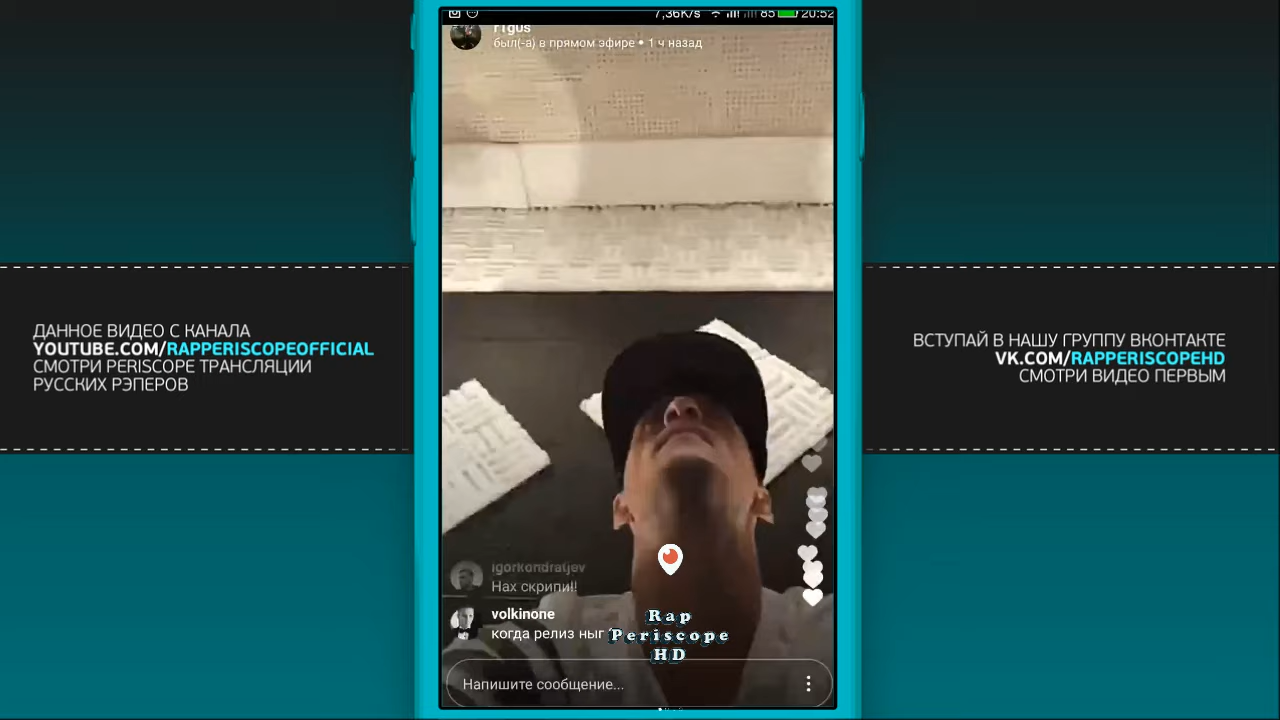 7,36K/s 85 20:52
r1gus
был(-а) в прямом эфире • 1 ч назад
ДАННОЕ ВИДЕО С КАНАЛА
YOUTUBE.COM/RAPPERISCOPEOFFICIAL
СМОТРИ PERISCOPE ТРАНСЛЯЦИИ
РУССКИХ РЭПЕРОВ
ВСТУПАЙ В НАШУ ГРУППУ ВКОНТАКТЕ
VK.COM/RAPPERISCOPEHD
СМОТРИ ВИДЕО ПЕРВЫМ
igorkondratjev
Нах скрипи!!
volkinone
когда релиз ныг
Rap
Periscope
HD
Напишите сообщение...